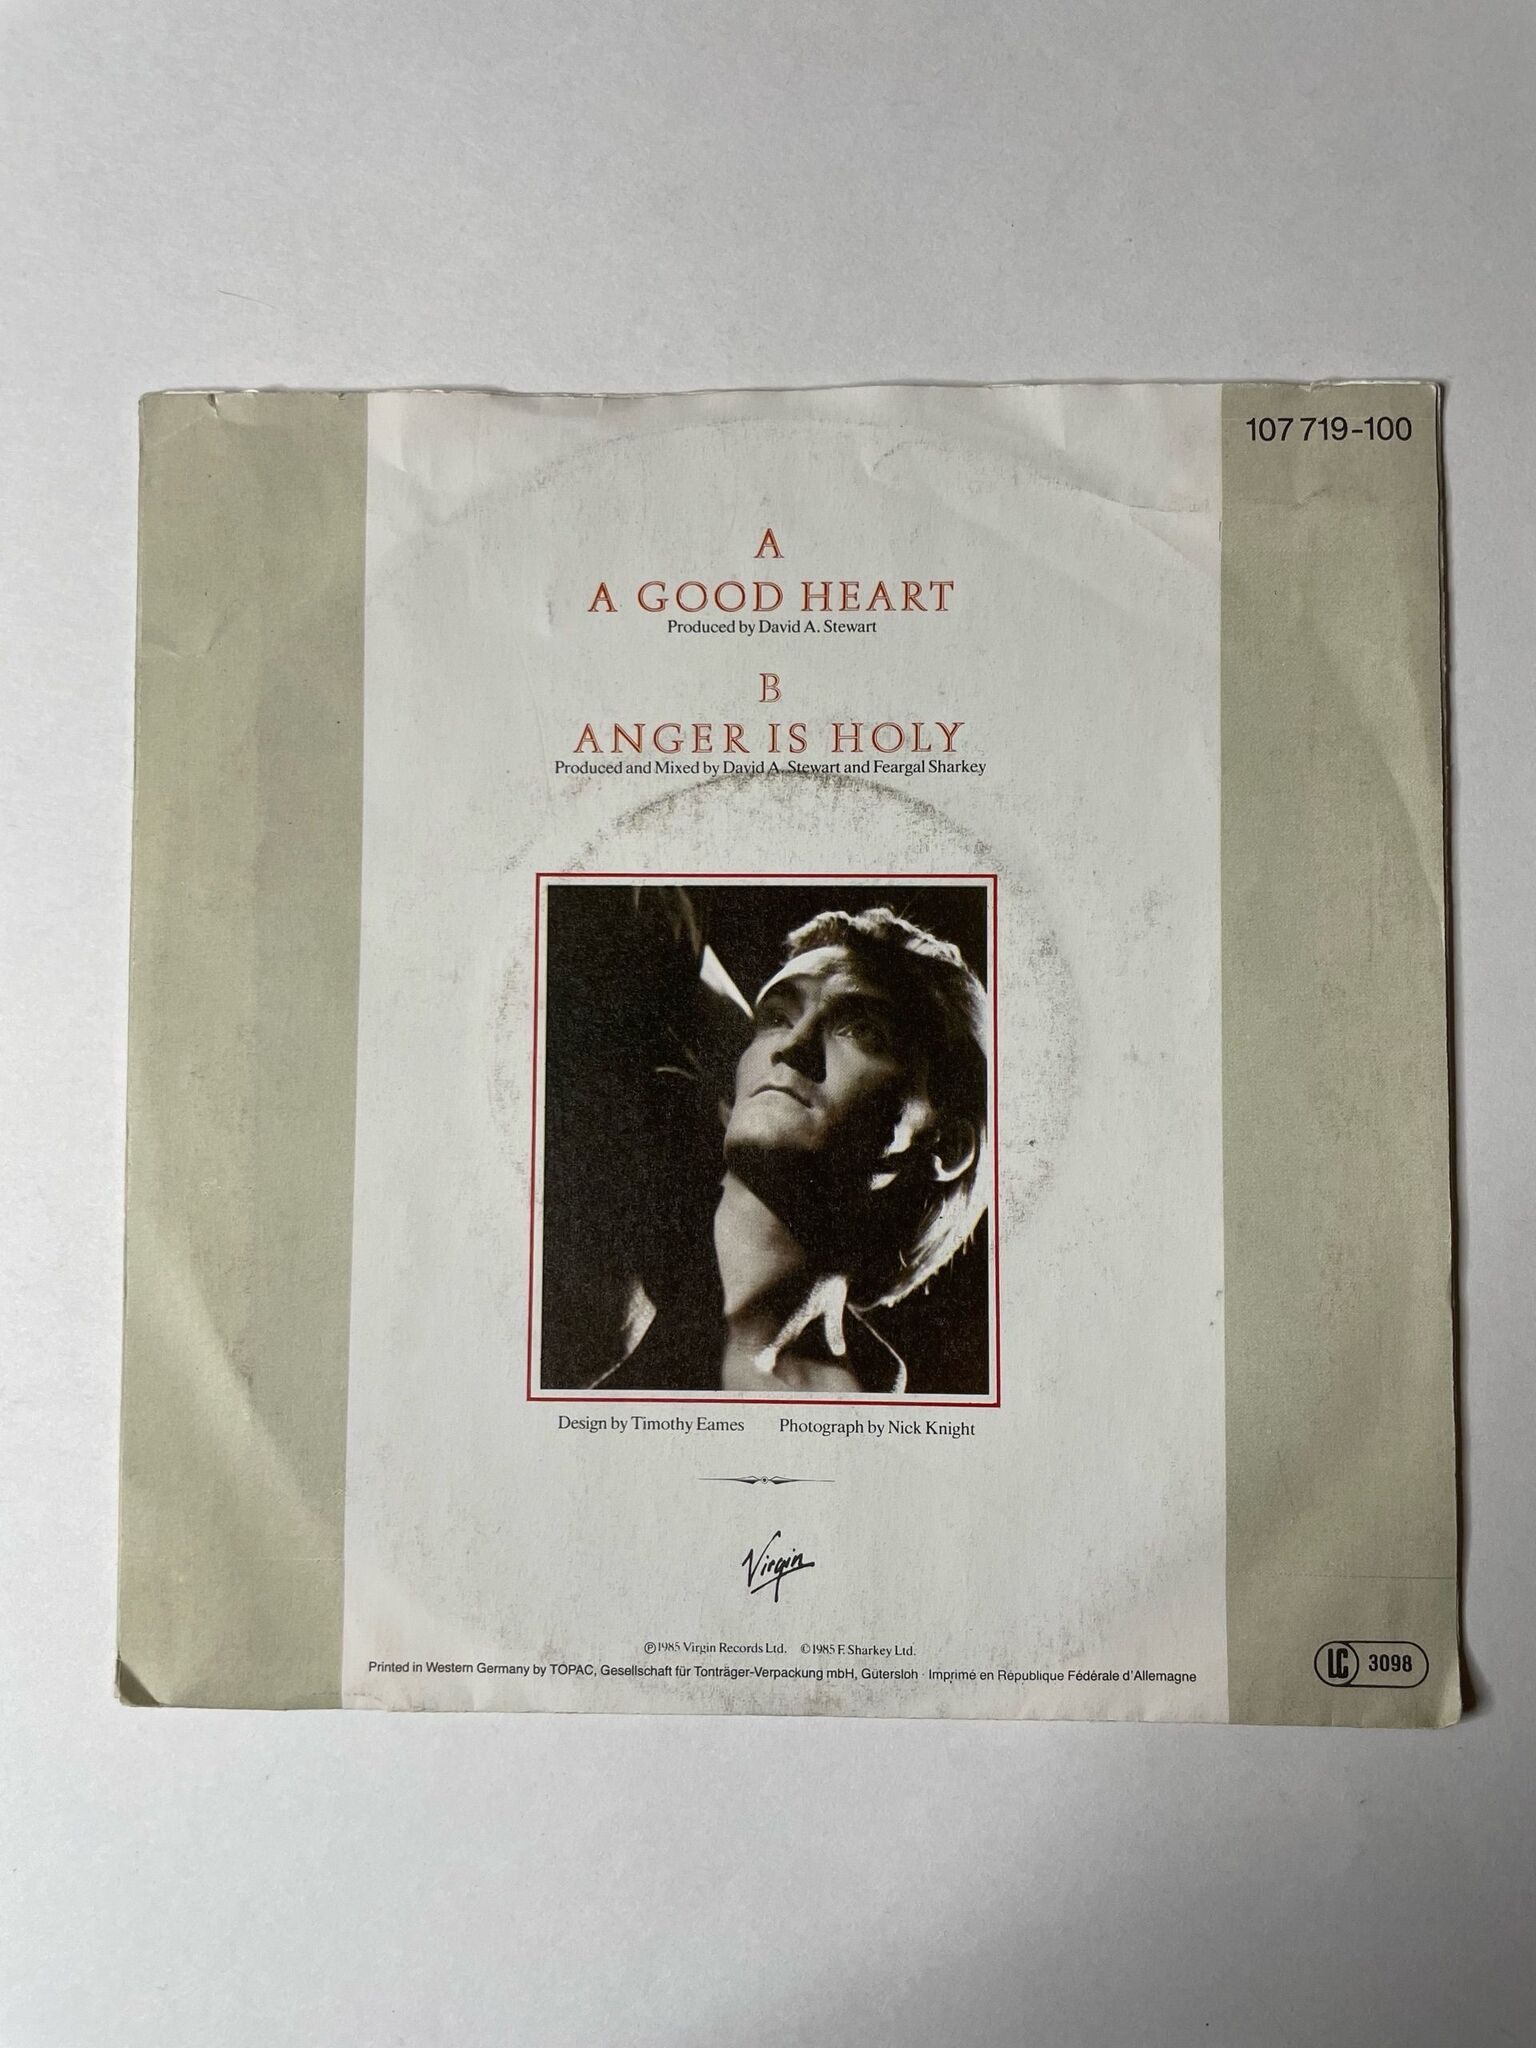 107 719-100
A
A GOOD HEART
Produced by David A. Stewart
B
ANGER IS HOLY
Produced and Mixed by David A. Stewart and Feargal Sharkey
Design by Timothy Eames Photograph by Nick Knight
Virgin
℗1985 Virgin Records Ltd. ©1985 F. Sharkey Ltd.
Printed in Western Germany by TOPAC, Gesellschaft für Tonträger-Verpackung mbH, Gütersloh · Imprimé en République Fédérale d'Allemagne
LC 3098